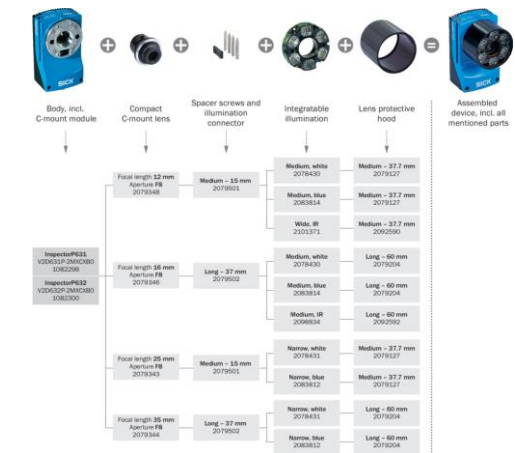 SICK
SICK
Body, incl.
C-mount module
Compact
C-mount lens
Spacer screws and
illumination
connector
Integratable
illumination
Lens protective
hood
Assembled
device, incl. all
mentioned parts
InspectorP631
V2D631P-2MXCXB0
1082298
InspectorP632
V2D632P-2MXCXB0
1082300
Focal length 12 mm
Aperture F8
2079348
Medium – 15 mm
2079501
Medium, white
2078430
Medium – 37.7 mm
2079127
Medium, blue
2083814
Medium – 37.7 mm
2079127
Wide, IR
2101371
Medium – 37.7 mm
2092590
Focal length 16 mm
Aperture F8
2079346
Long – 37 mm
2079502
Medium, white
2078430
Long – 60 mm
2079204
Medium, blue
2083814
Long – 60 mm
2079204
Medium, IR
2098834
Long – 60 mm
2092592
Focal length 25 mm
Aperture F8
2079343
Medium – 15 mm
2079501
Narrow, white
2078431
Medium – 37.7 mm
2079127
Narrow, blue
2083812
Medium – 37.7 mm
2079127
Focal length 35 mm
Aperture F8
2079344
Long – 37 mm
2079502
Narrow, white
2078431
Long – 60 mm
2079204
Narrow, blue
2083812
Long – 60 mm
2079204